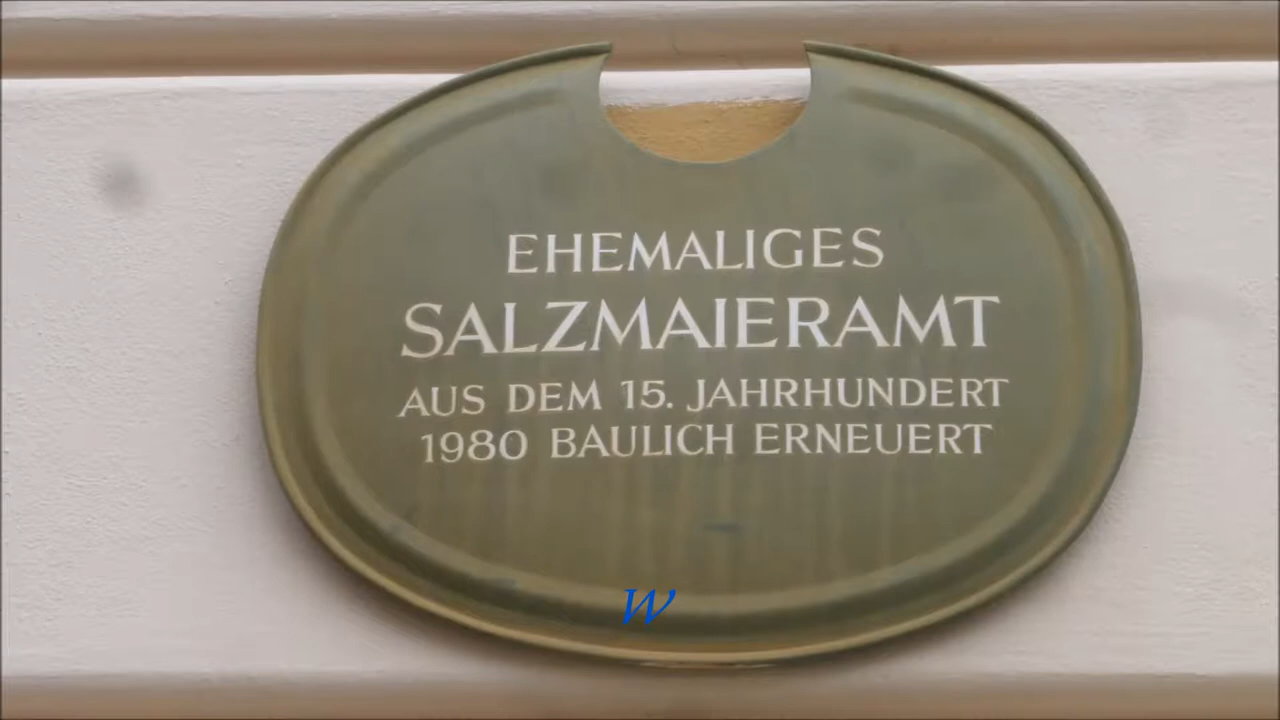 EHEMALIGES
SALZMAIERAMT
AUS DEM 15. JAHRHUNDERT
1980 BAULICH ERNEUERT
w